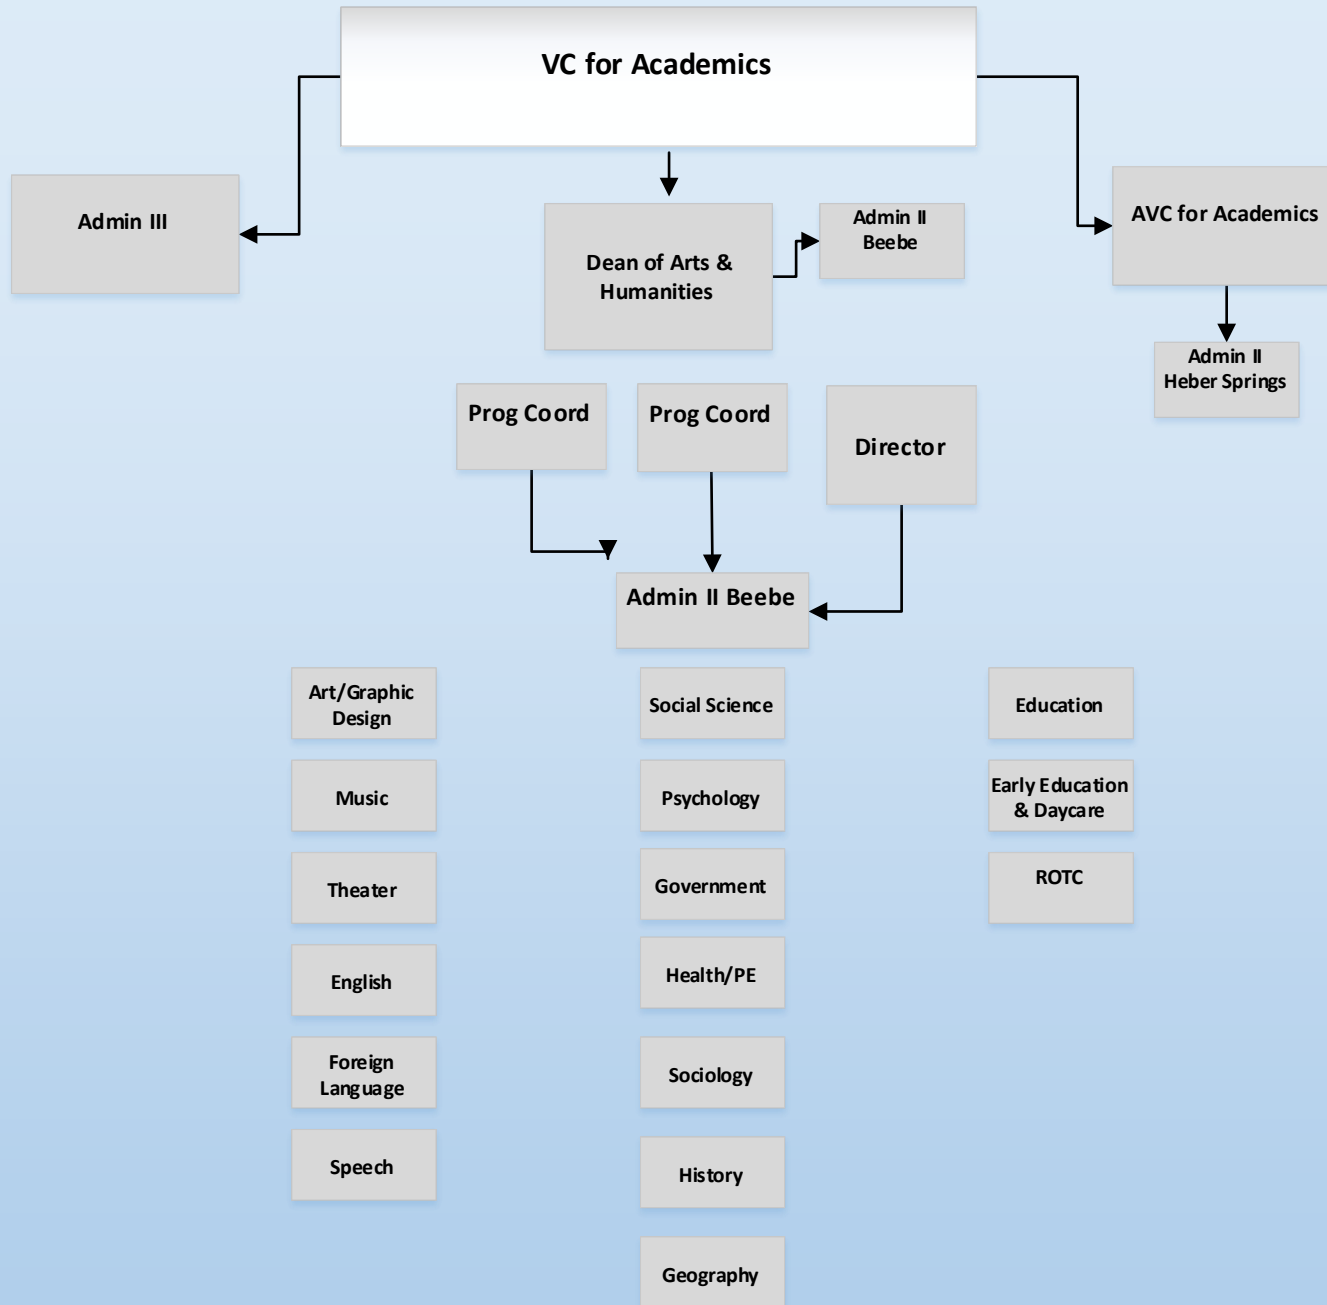 VC for Academics
Admin III
Dean of Arts &
Humanities
Admin II
Beebe
AVC for Academics
Admin II
Heber Springs
Prog Coord
Prog Coord
Director
Admin II Beebe
Art/Graphic
Design
Music
Theater
English
Foreign
Language
Speech
Social Science
Psychology
Government
Health/PE
Sociology
History
Geography
Education
Early Education
& Daycare
ROTC